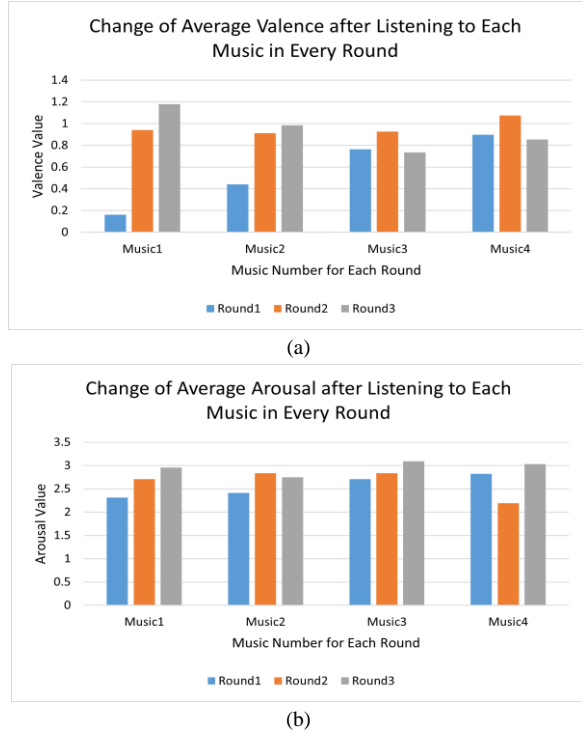 Change of Average Valence after Listening to Each
Music in Every Round
1.4
1.2
1
0.8
0.6
0.4
0.2
0
Valence Value
Music1 Music2 Music3 Music4
Music Number for Each Round
Round1 Round2 Round3
(a)
Change of Average Arousal after Listening to Each
Music in Every Round
3.5
3
2.5
2
1.5
1
0.5
0
Arousal Value
Music1 Music2 Music3 Music4
Music Number for Each Round
Round1 Round2 Round3
(b)